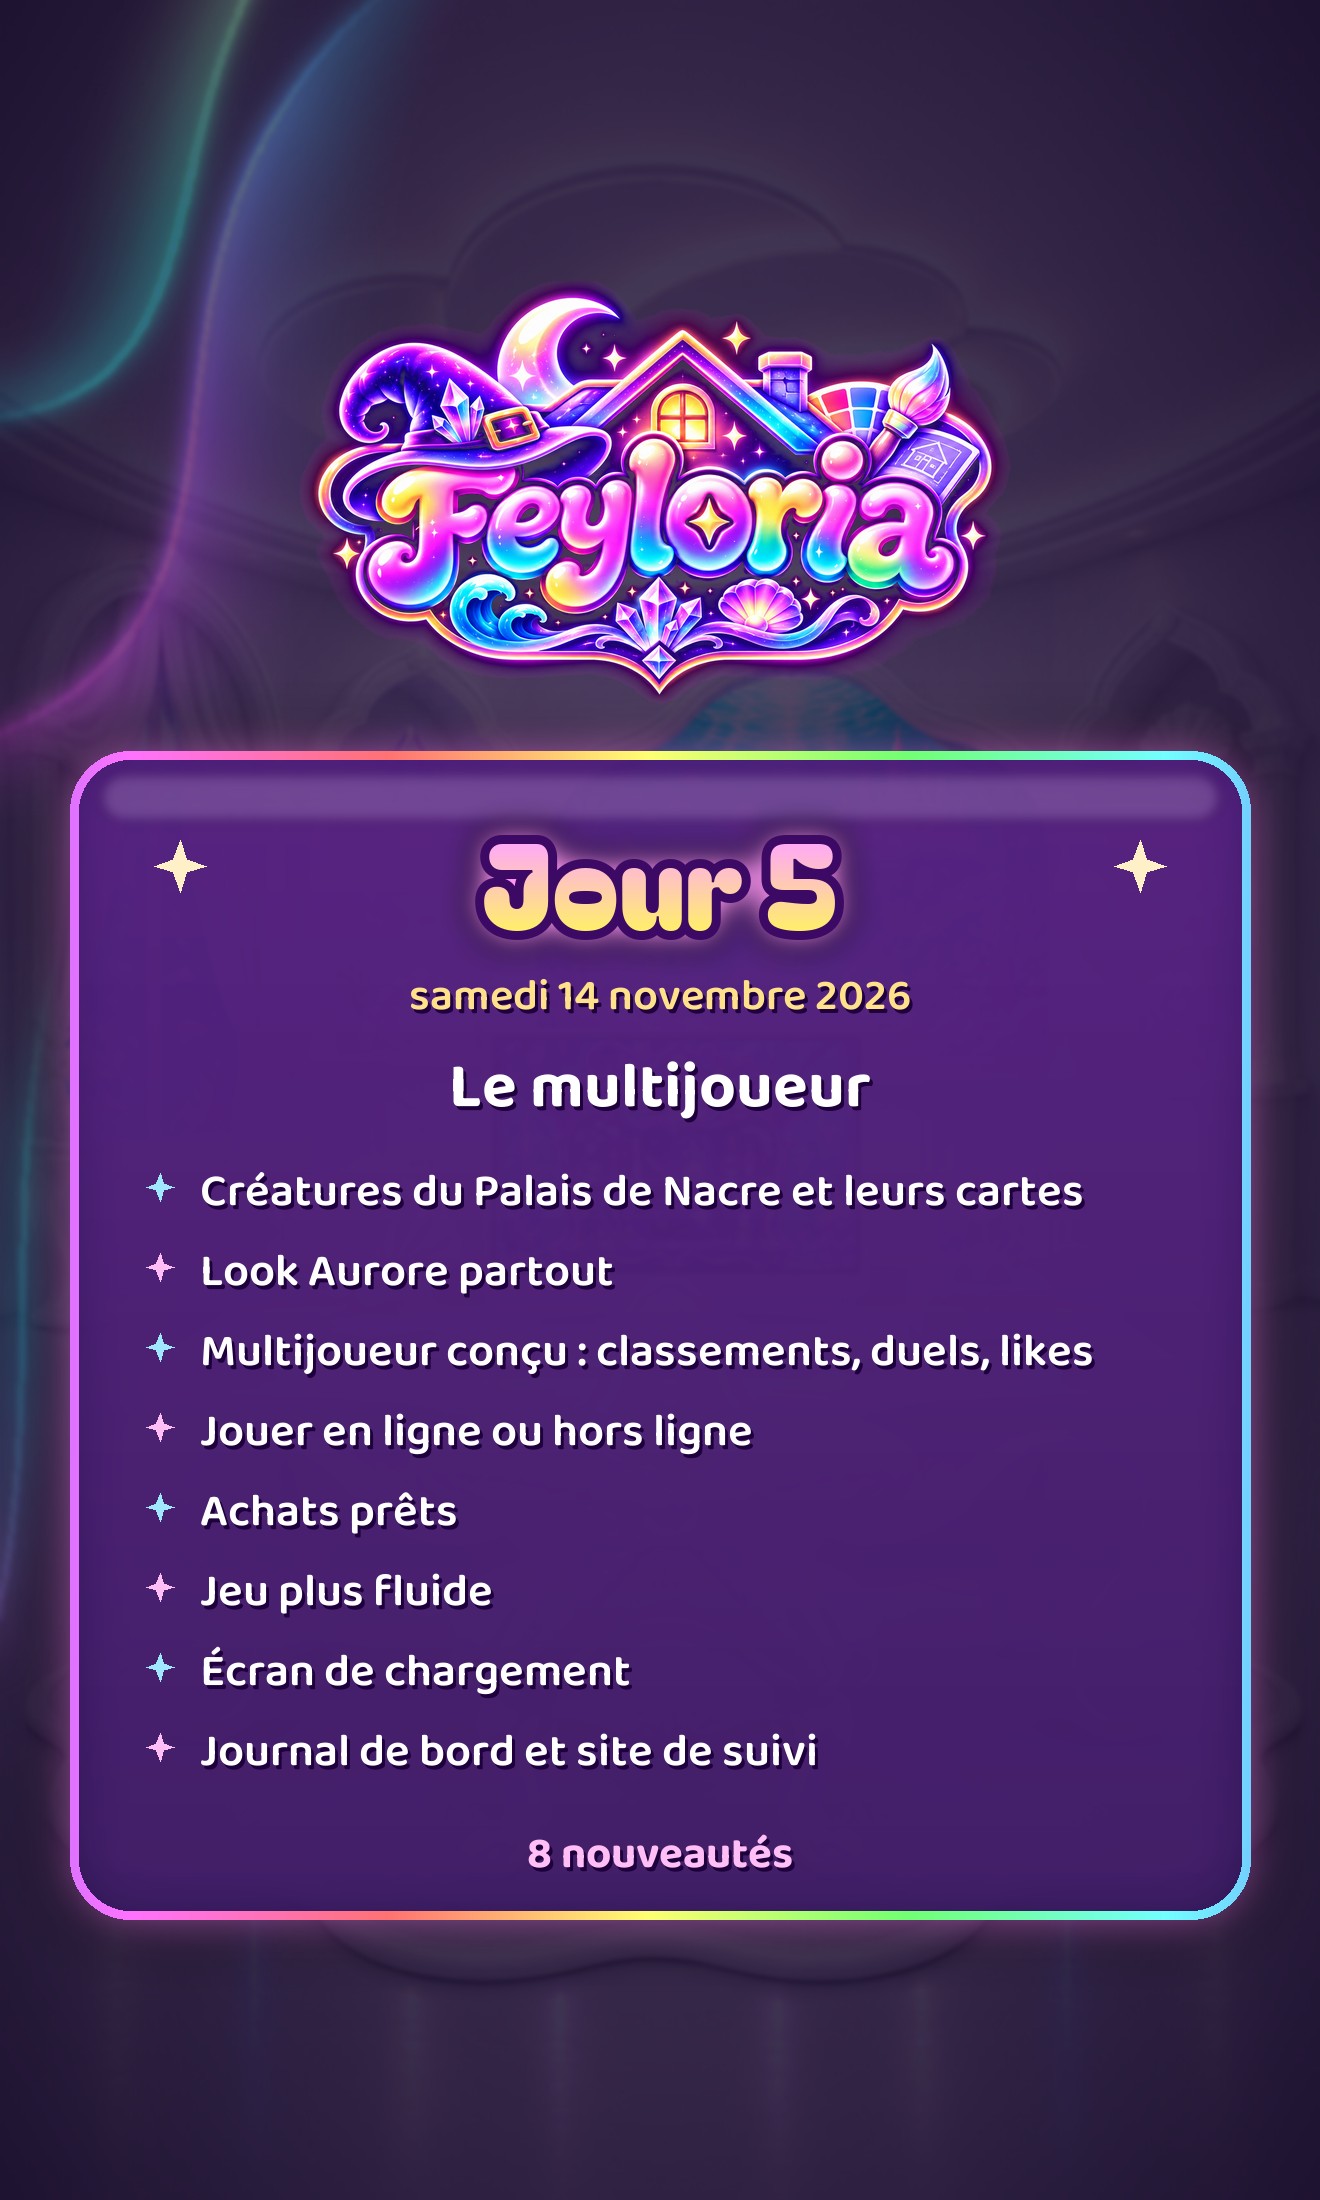 Feyloria
Jour 5
samedi 14 novembre 2026
Le multijoueur
Créatures du Palais de Nacre et leurs cartes
Look Aurore partout
Multijoueur conçu : classements, duels, likes
Jouer en ligne ou hors ligne
Achats prêts
Jeu plus fluide
Écran de chargement
Journal de bord et site de suivi
8 nouveautés